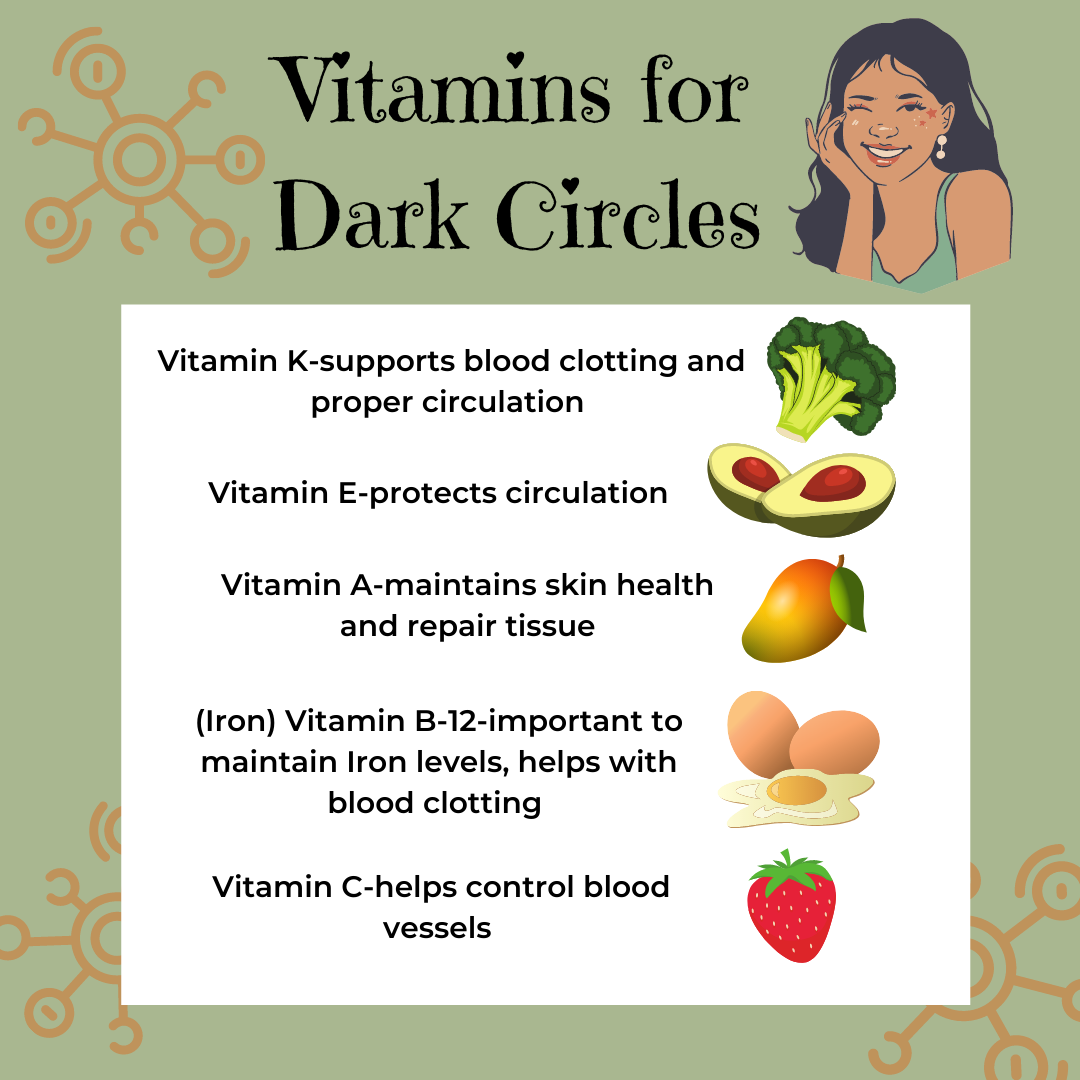 Vitamins for
Dark Circles
Vitamin K-supports blood clotting and
proper circulation
Vitamin E-protects circulation
Vitamin A-maintains skin health
and repair tissue
(Iron) Vitamin B-12-important to
maintain Iron levels, helps with
blood clotting
Vitamin C-helps control blood
vessels